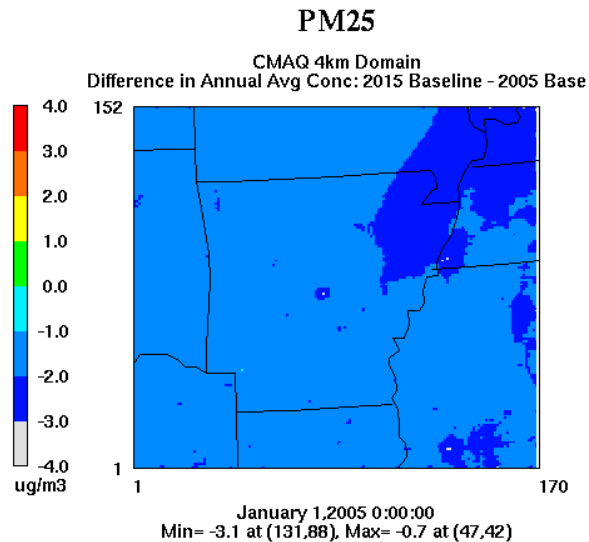 PM25
CMAQ 4km Domain
Difference in Annual Avg Conc: 2015 Baseline - 2005 Base
4.0
3.0
2.0
1.0
0.0
-1.0
-2.0
-3.0
-4.0
ug/m3
152
1
1
170
January 1,2005 0:00:00
Min= -3.1 at (131,88), Max= -0.7 at (47,42)